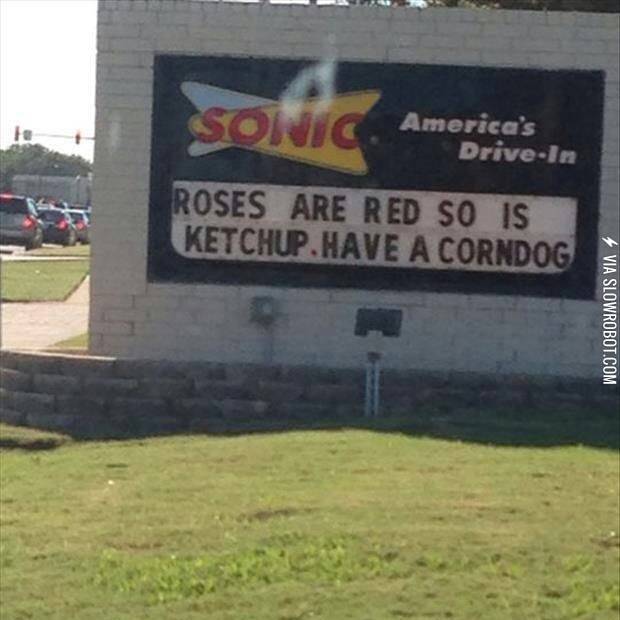 SONIC
America's
Drive-In
ROSES ARE RED SO IS
KETCHUP.HAVE A CORNDOG
VIA SLOWROBOT.COM